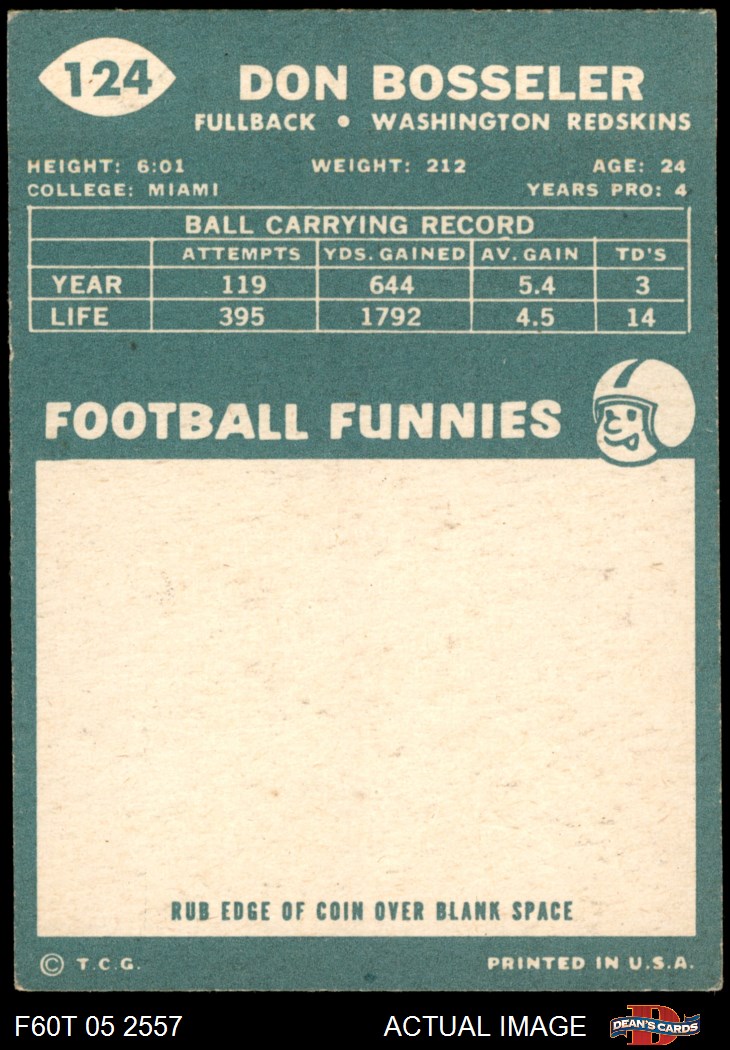 124
DON BOSSELER
FULLBACK • WASHINGTON REDSKINS
HEIGHT: 6:01 WEIGHT: 212 AGE: 24
COLLEGE: MIAMI YEARS PRO: 4
BALL CARRYING RECORD
ATTEMPTS YDS. GAINED AV. GAIN TD'S
YEAR 119 644 5.4 3
LIFE 395 1792 4.5 14
FOOTBALL FUNNIES
RUB EDGE OF COIN OVER BLANK SPACE
© T.C.G. PRINTED IN U.S.A.
F60T 05 2557 ACTUAL IMAGE D DEAN'S CARDS